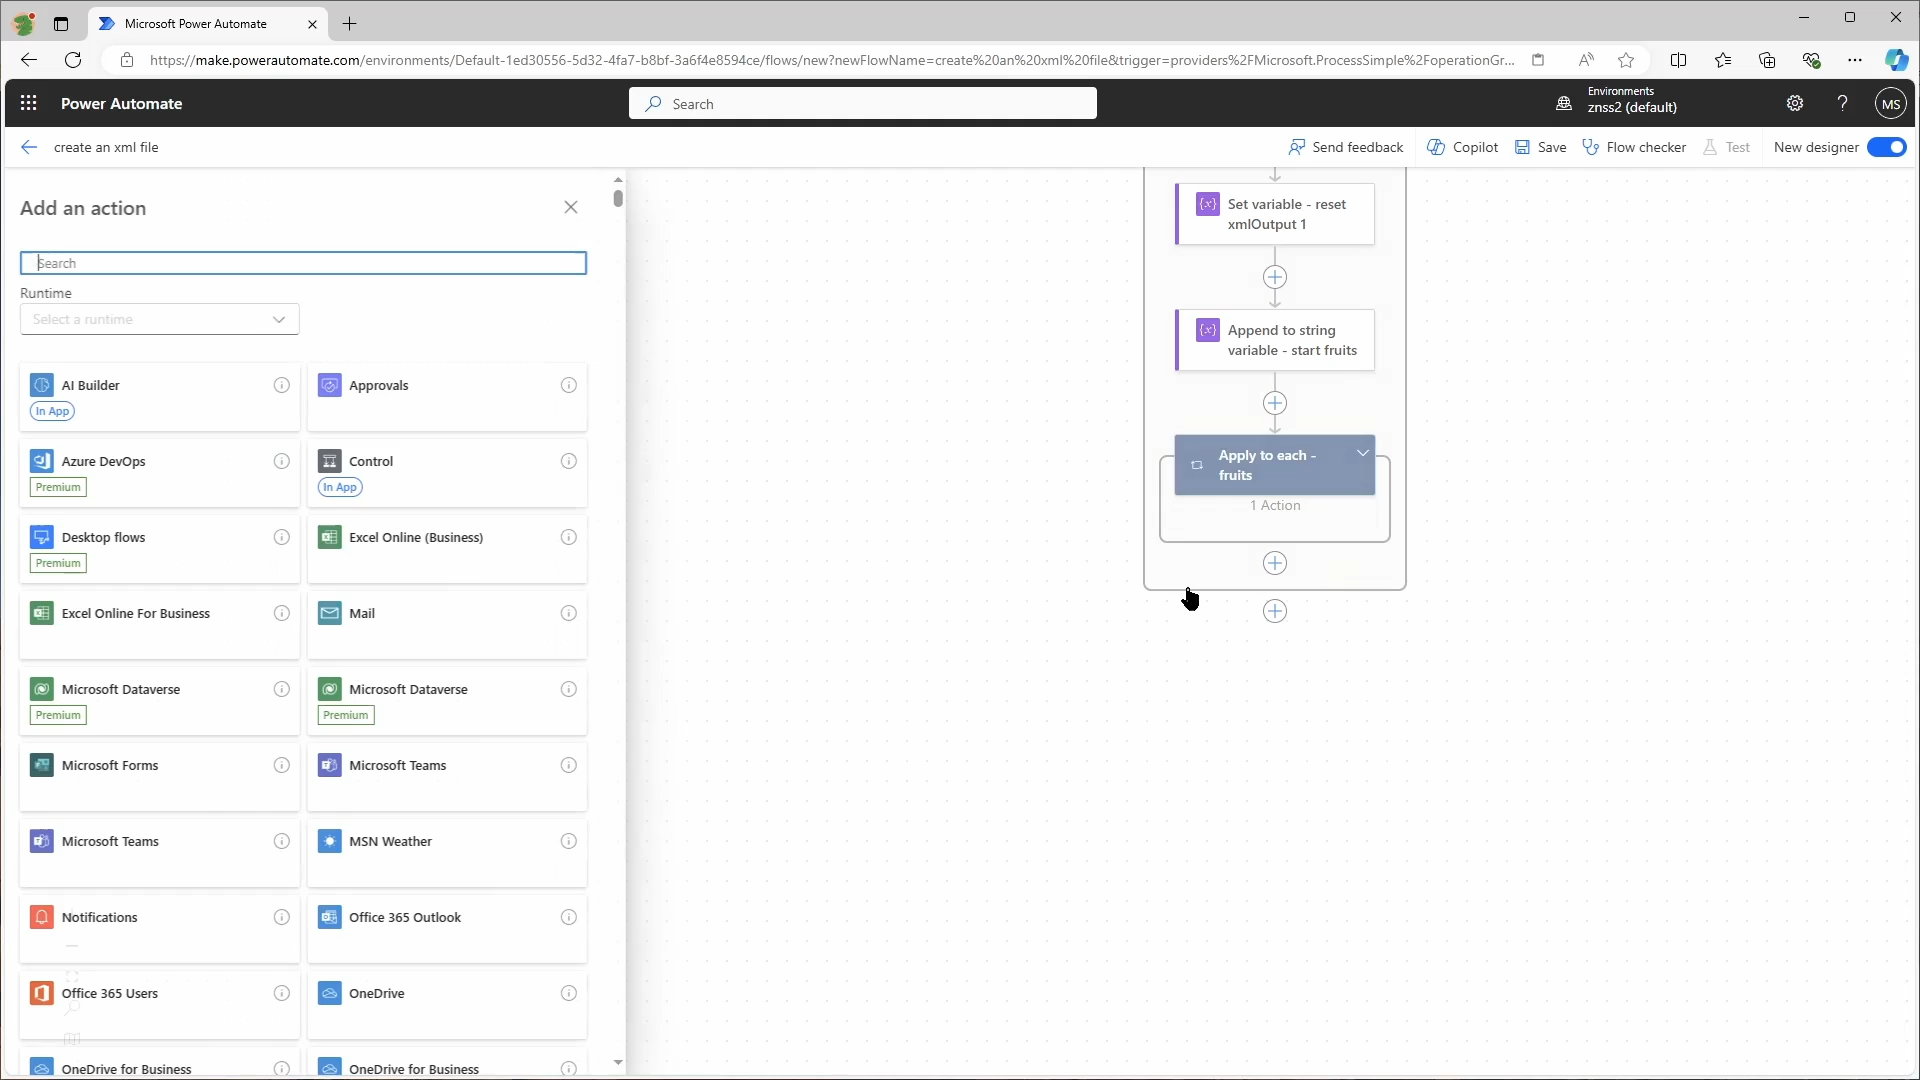 Microsoft Power Automate
https://make.powerautomate.com/environments/Default-1ed30556-5d32-4fa7-b8bf-3a6f4e8594ce/flows/new?newFlowName=create%20an%20xml%20file&trigger=providers%2FMicrosoft.ProcessSimple%2FoperationGr...
Power Automate
Search
Environments
znss2 (default)
MS
create an xml file
Send feedback
Copilot
Save
Flow checker
Test
New designer
Add an action
Search
Runtime
Select a runtime
AI Builder
In App
Approvals
Azure DevOps
Premium
Control
In App
Desktop flows
Premium
Excel Online (Business)
Excel Online For Business
Mail
Microsoft Dataverse
Premium
Microsoft Dataverse
Premium
Microsoft Forms
Microsoft Teams
Microsoft Teams
MSN Weather
Notifications
Office 365 Outlook
Office 365 Users
OneDrive
OneDrive for Business
OneDrive for Business
Set variable - reset
xmlOutput 1
Append to string
variable - start fruits
Apply to each -
fruits
1 Action